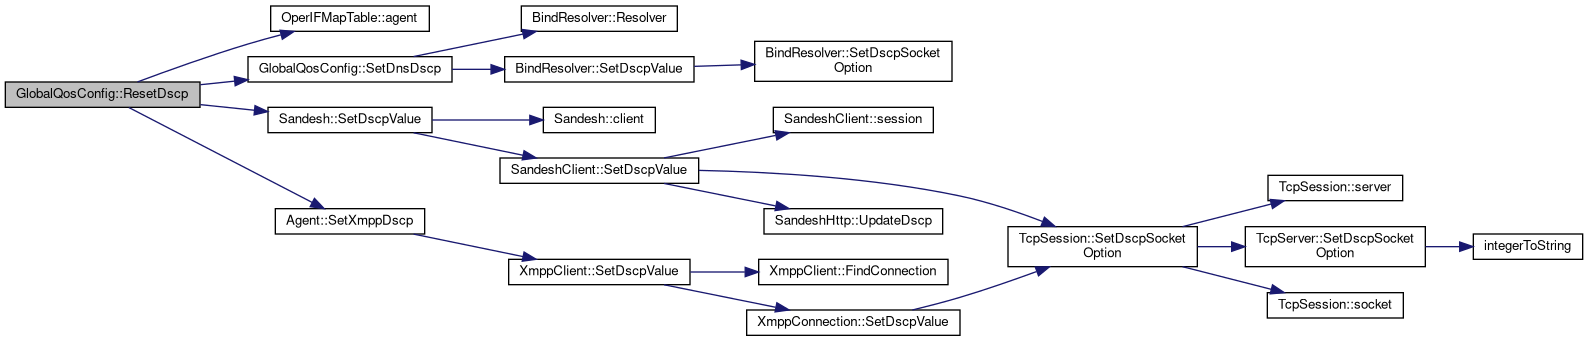 GlobalQosConfig::ResetDscp
OperIFMapTable::agent
GlobalQosConfig::SetDnsDscp
BindResolver::Resolver
BindResolver::SetDscpValue
BindResolver::SetDscpSocket
Option
Sandesh::SetDscpValue
Sandesh::client
SandeshClient::SetDscpValue
SandeshClient::session
SandeshHttp::UpdateDscp
Agent::SetXmppDscp
XmppClient::SetDscpValue
XmppClient::FindConnection
XmppConnection::SetDscpValue
TcpSession::SetDscpSocket
Option
TcpSession::server
TcpServer::SetDscpSocket
Option
TcpSession::socket
integerToString